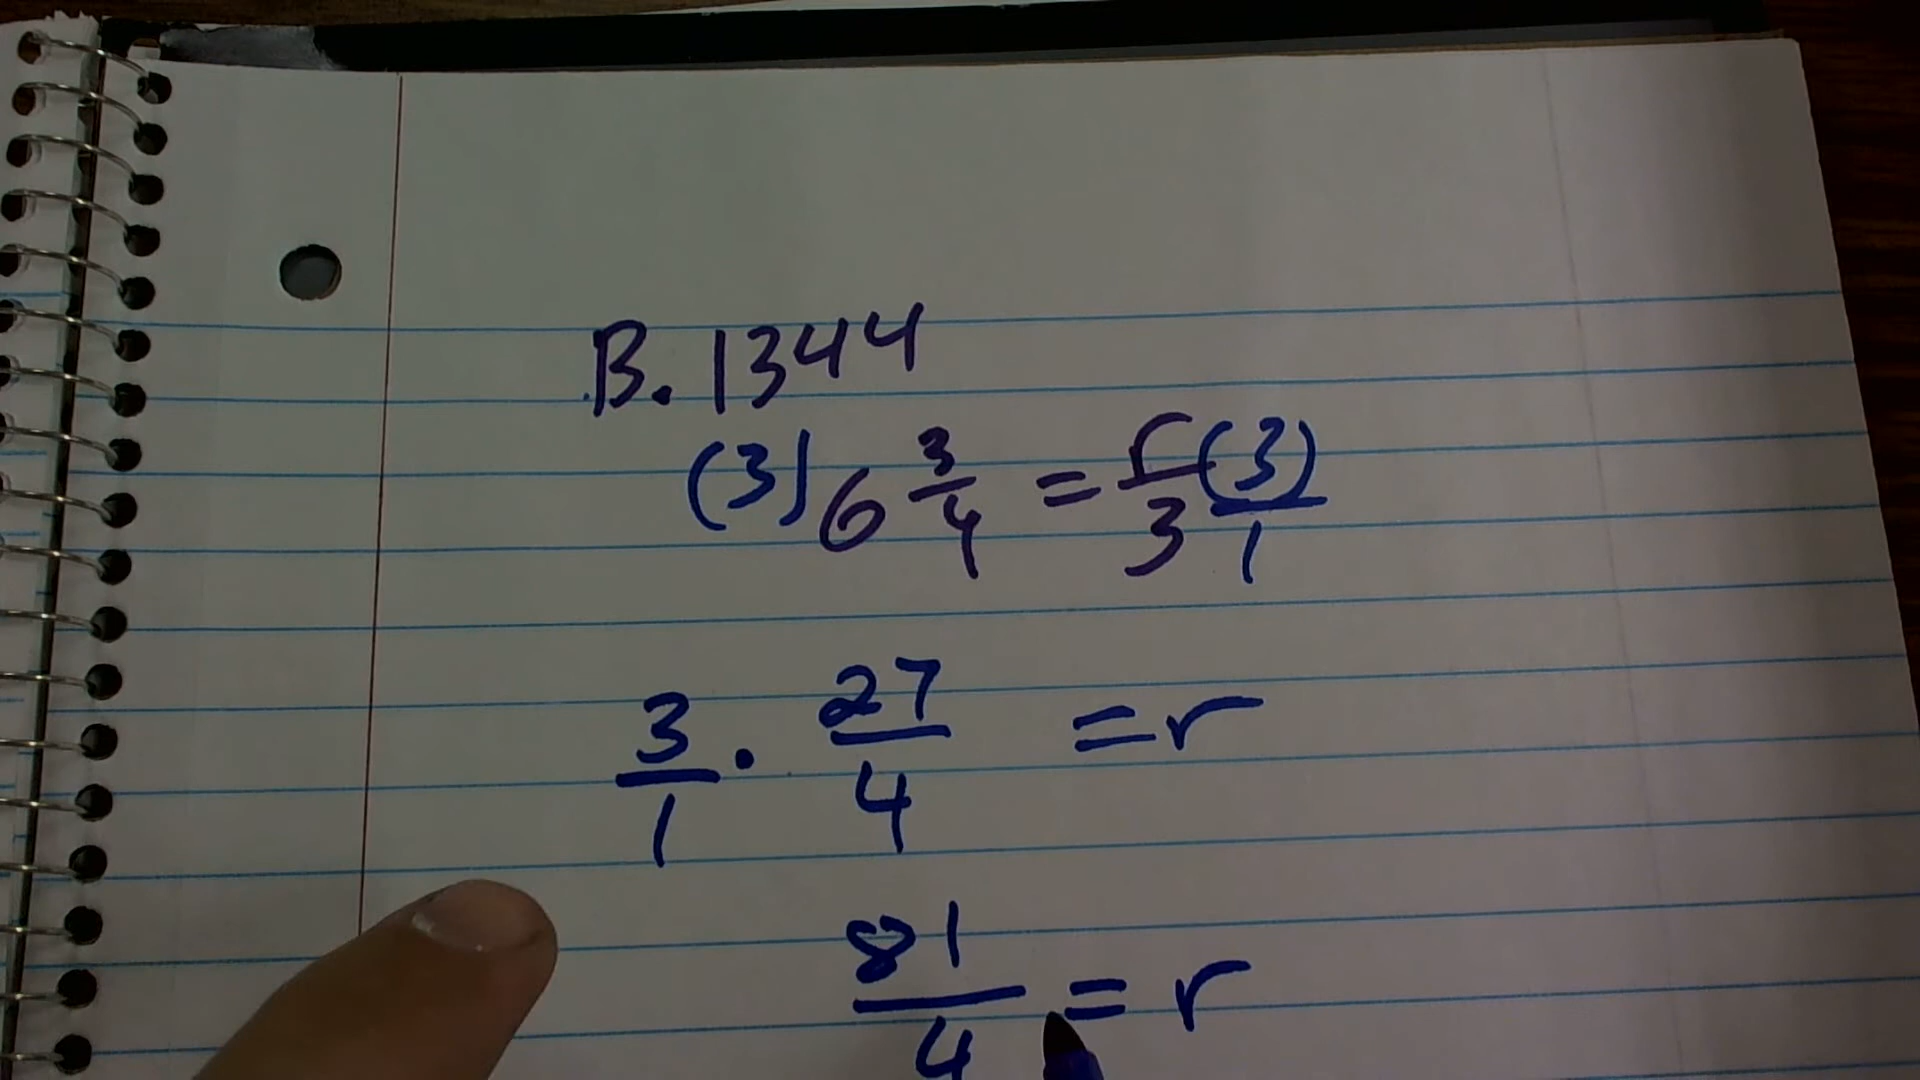 B. 1344
(3) 6 3/4 = r/3 (3)/1
3/1 · 27/4 = r
81/4 = r